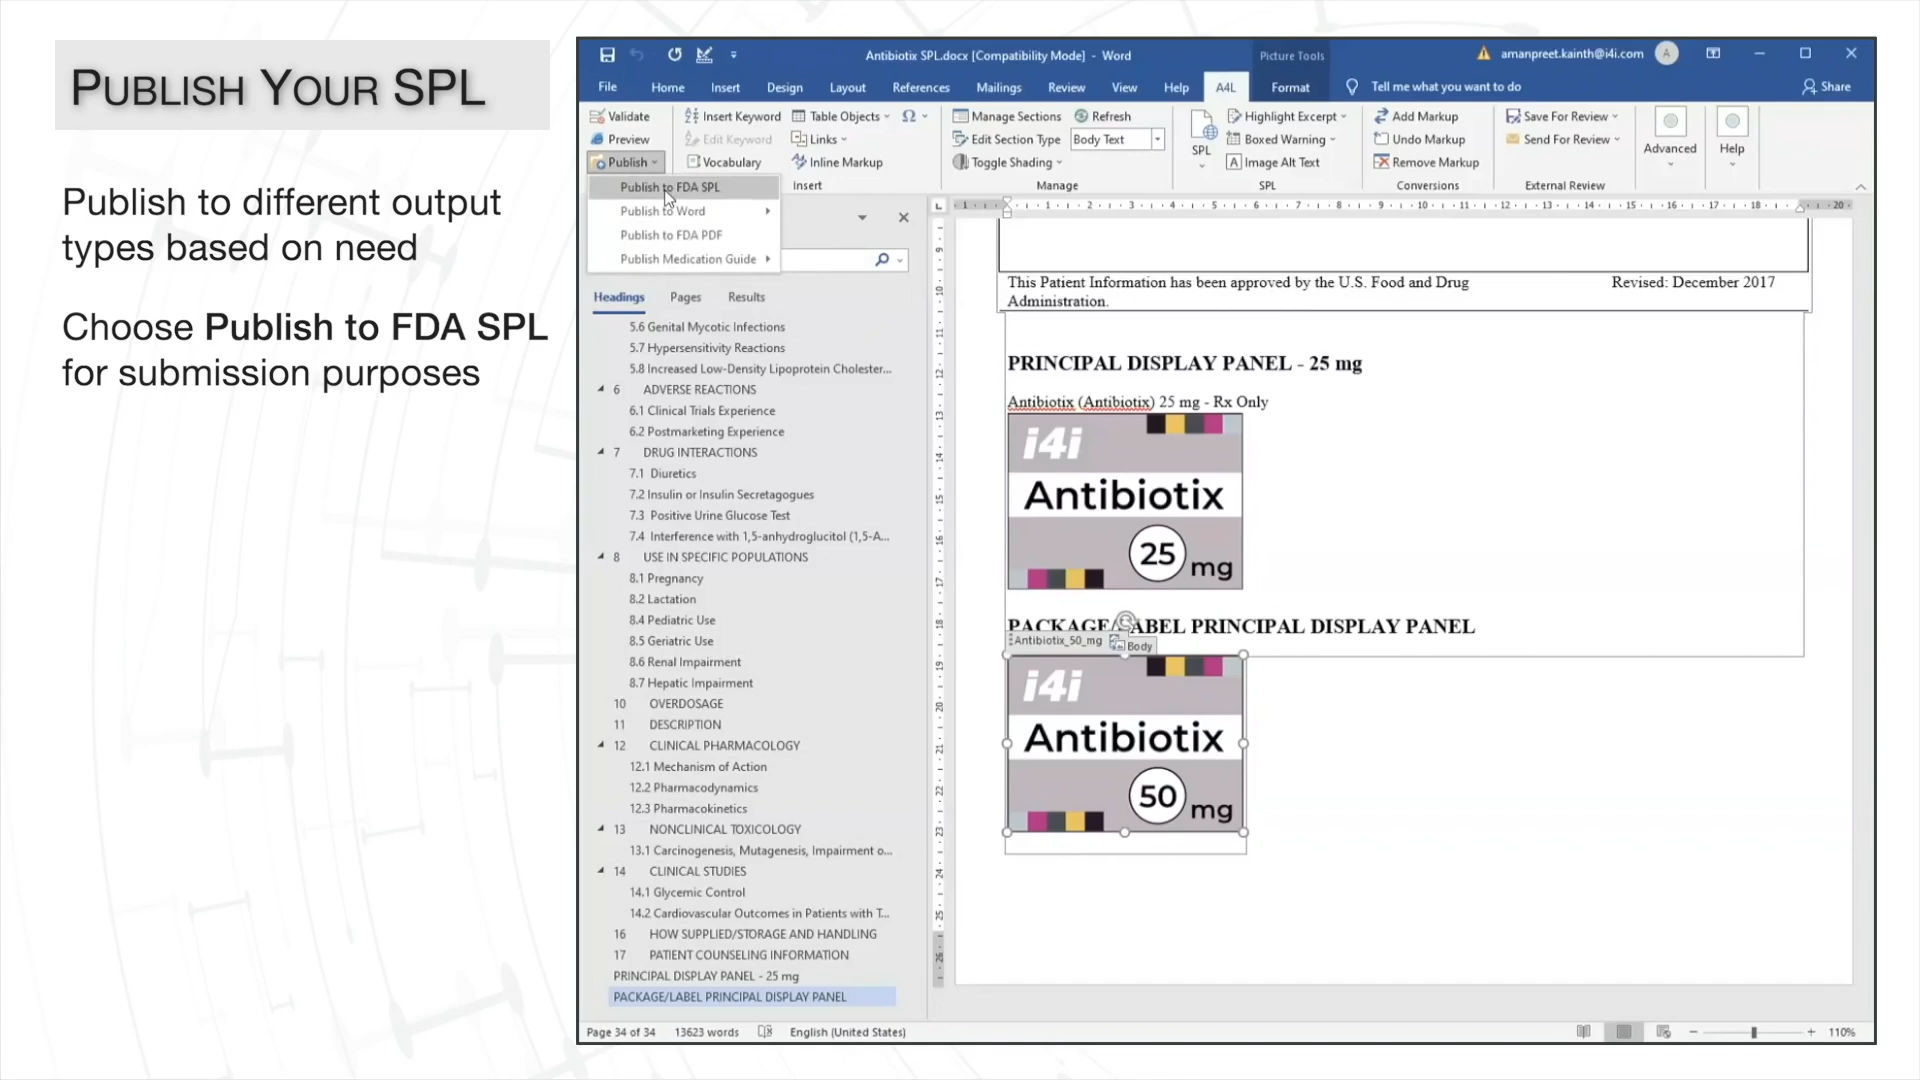 PUBLISH YOUR SPL
Publish to different output
types based on need
Choose Publish to FDA SPL
for submission purposes
Antibiotix SPL.docx [Compatibility Mode] - Word
Picture Tools
amanpreet.kainth@i4i.com
A
File Home Insert Design Layout References Mailings Review View Help A4L Format Tell me what you want to do Share
Validate
Preview
Publish
Insert Keyword
Edit Keyword
Vocabulary
Table Objects
Links
Inline Markup
Insert
Manage Sections
Refresh
Edit Section Type
Body Text
Toggle Shading
Manage
SPL
Highlight Excerpt
Boxed Warning
Image Alt Text
SPL
Add Markup
Undo Markup
Remove Markup
Conversions
Save For Review
Send For Review
External Review
Advanced
Help
Publish to FDA SPL
Publish to Word
Publish to FDA PDF
Publish Medication Guide
Headings Pages Results
5.6 Genital Mycotic Infections
5.7 Hypersensitivity Reactions
5.8 Increased Low-Density Lipoprotein Cholester...
6 ADVERSE REACTIONS
6.1 Clinical Trials Experience
6.2 Postmarketing Experience
7 DRUG INTERACTIONS
7.1 Diuretics
7.2 Insulin or Insulin Secretagogues
7.3 Positive Urine Glucose Test
7.4 Interference with 1,5-anhydroglucitol (1,5-A...
8 USE IN SPECIFIC POPULATIONS
8.1 Pregnancy
8.2 Lactation
8.4 Pediatric Use
8.5 Geriatric Use
8.6 Renal Impairment
8.7 Hepatic Impairment
10 OVERDOSAGE
11 DESCRIPTION
12 CLINICAL PHARMACOLOGY
12.1 Mechanism of Action
12.2 Pharmacodynamics
12.3 Pharmacokinetics
13 NONCLINICAL TOXICOLOGY
13.1 Carcinogenesis, Mutagenesis, Impairment o...
14 CLINICAL STUDIES
14.1 Glycemic Control
14.2 Cardiovascular Outcomes in Patients with T...
16 HOW SUPPLIED/STORAGE AND HANDLING
17 PATIENT COUNSELING INFORMATION
PRINCIPAL DISPLAY PANEL - 25 mg
PACKAGE/LABEL PRINCIPAL DISPLAY PANEL
This Patient Information has been approved by the U.S. Food and Drug Revised: December 2017
Administration.
PRINCIPAL DISPLAY PANEL - 25 mg
Antibiotix (Antibiotix) 25 mg - Rx Only
i4i
Antibiotix
25 mg
PACKAGE/LABEL PRINCIPAL DISPLAY PANEL
Antibiotix_50_mg Body
i4i
Antibiotix
50 mg
Page 34 of 34 13623 words English (United States) 110%